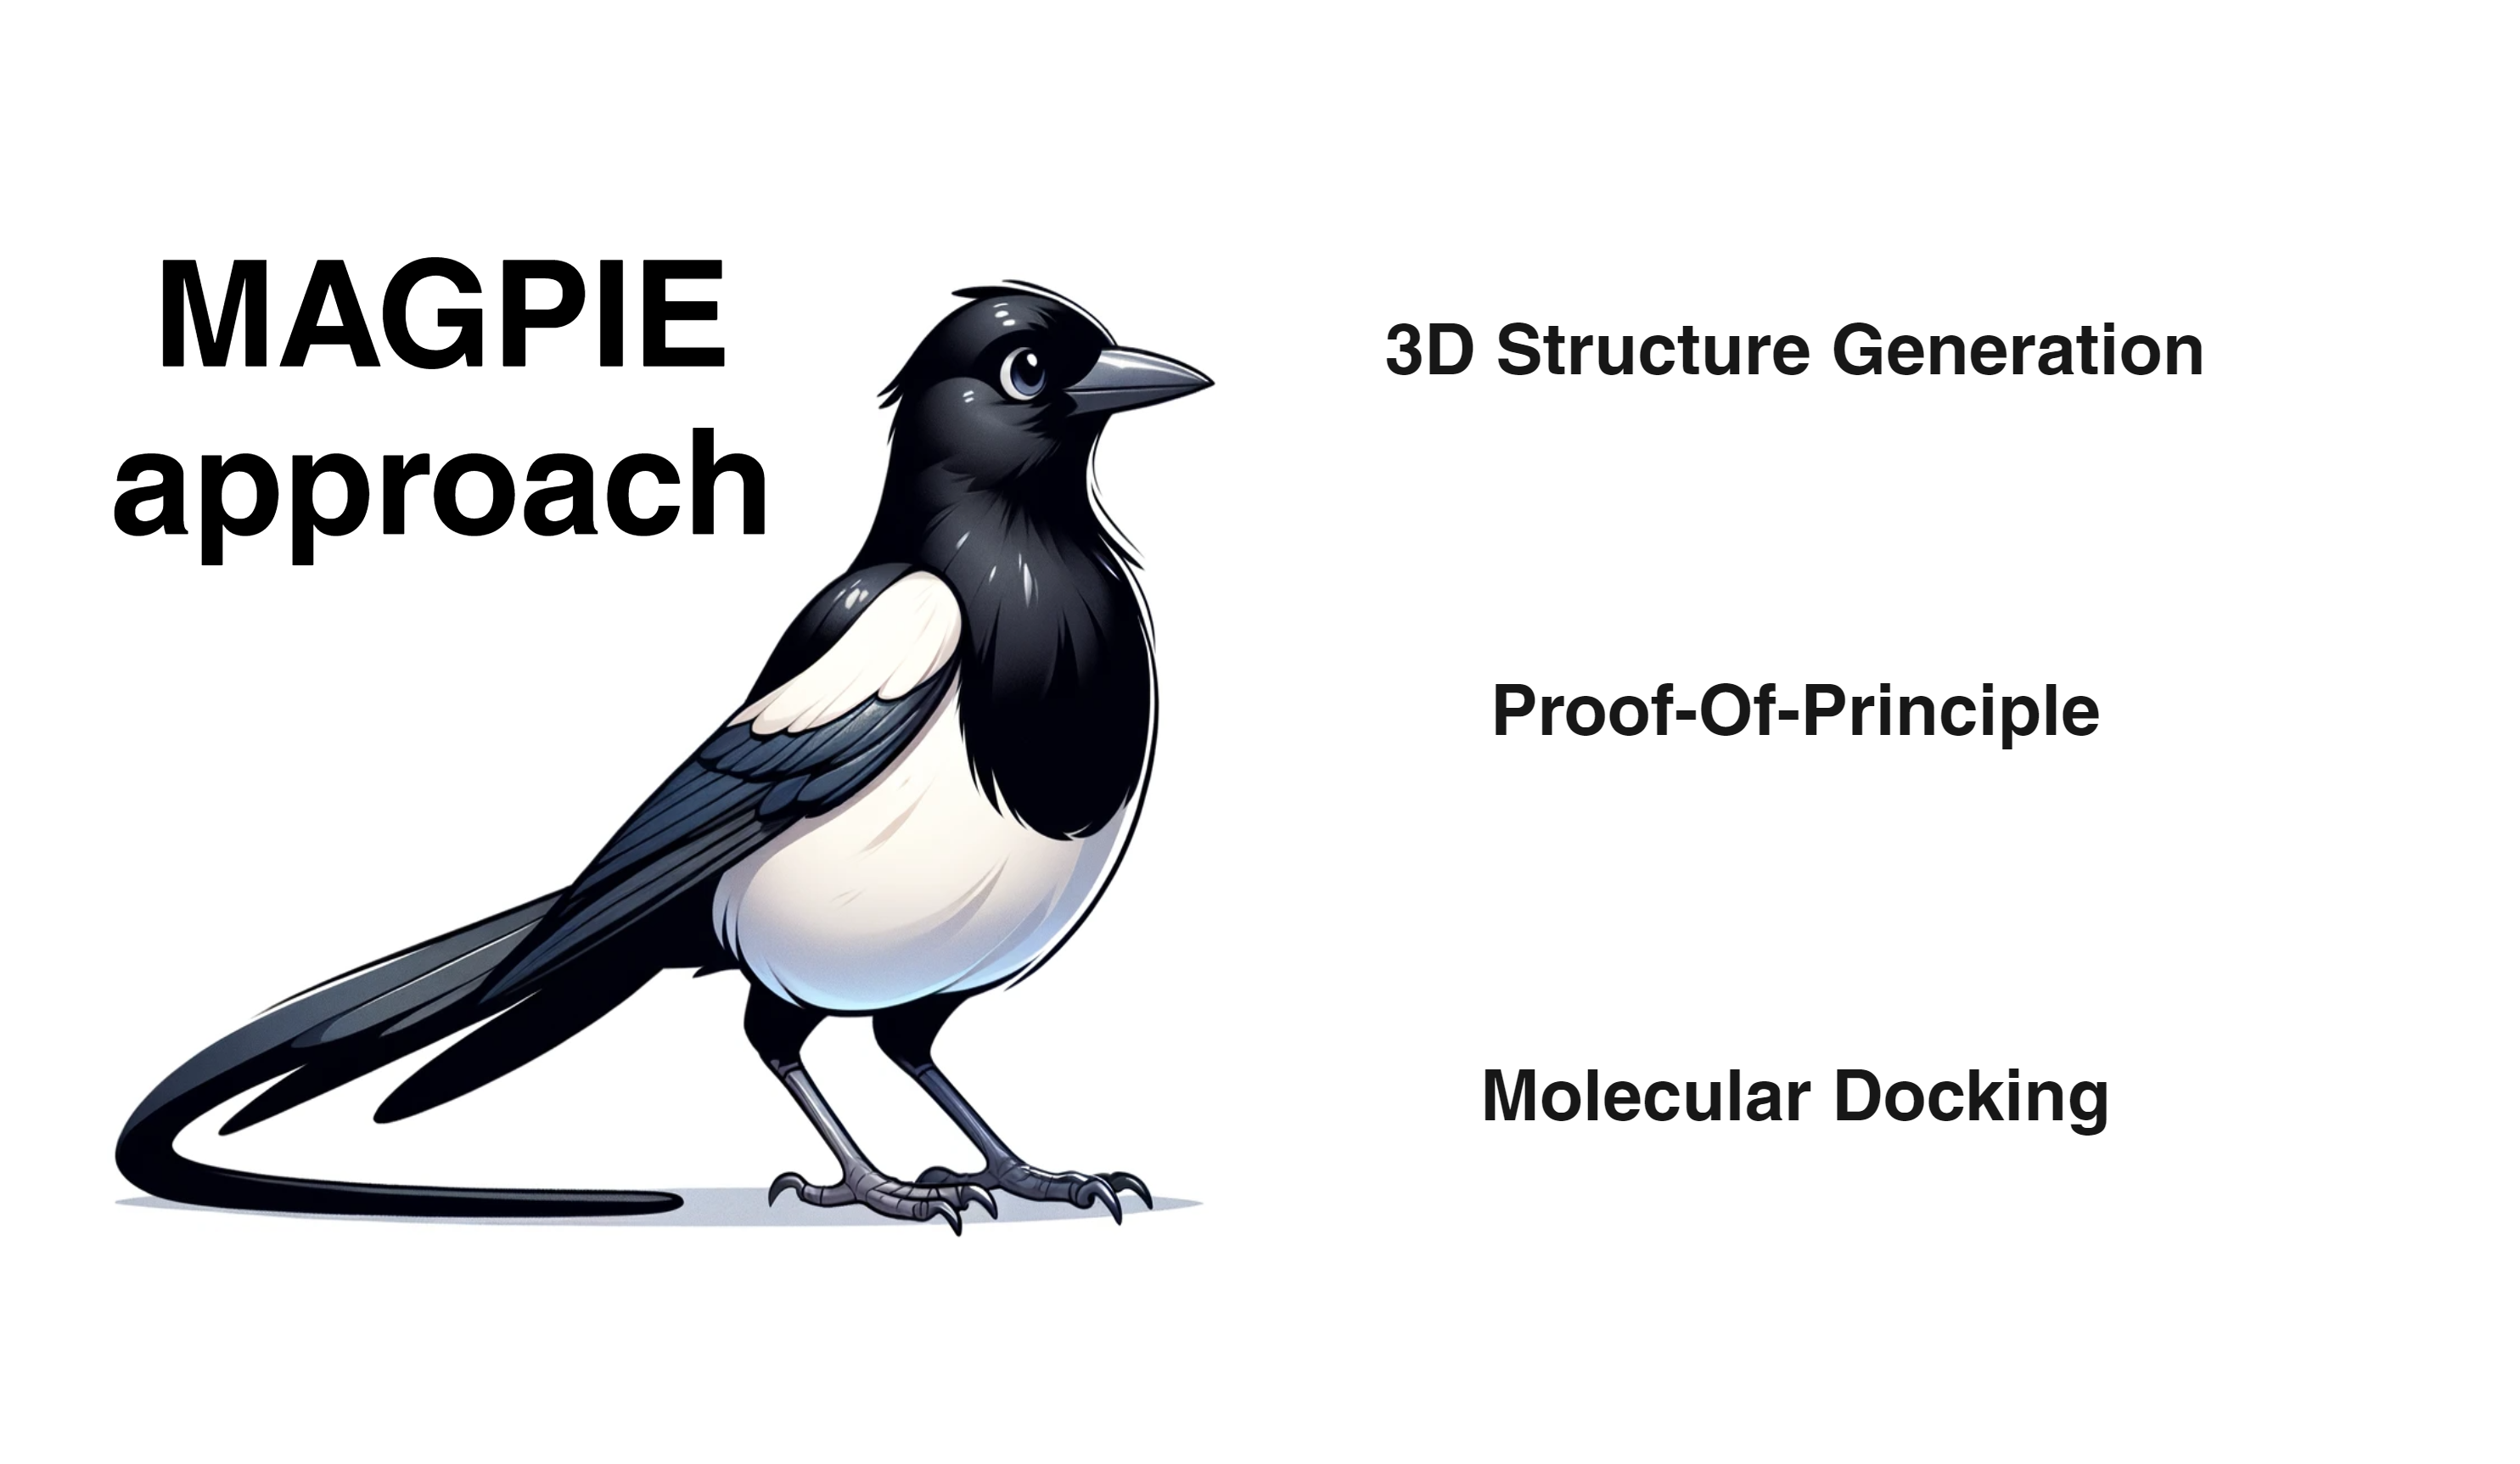 MAGPIE
approach
3D Structure Generation
Proof-Of-Principle
Molecular Docking